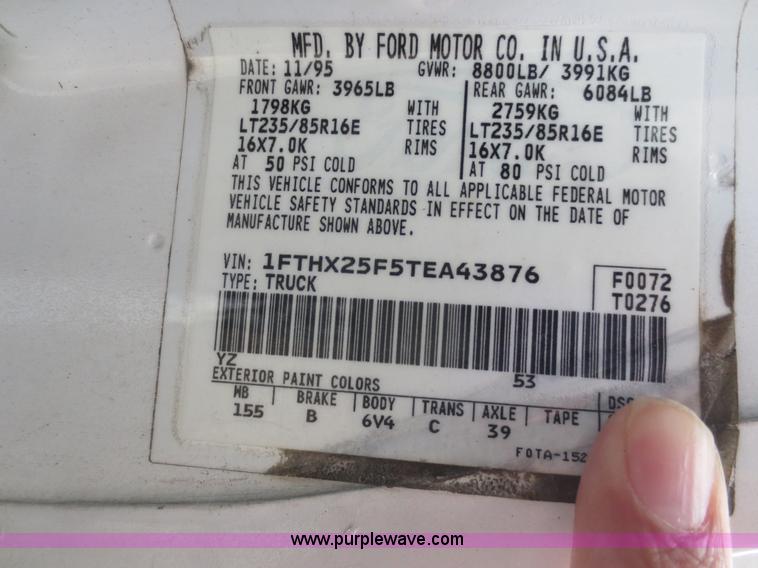 MFD. BY FORD MOTOR CO. IN U.S.A.
DATE: 11/95 GVWR: 8800LB/ 3991KG
FRONT GAWR: 3965LB REAR GAWR: 6084LB
1798KG WITH 2759KG WITH
LT235/85R16E TIRES LT235/85R16E TIRES
16X7.0K RIMS 16X7.0K RIMS
AT 50 PSI COLD AT 80 PSI COLD
THIS VEHICLE CONFORMS TO ALL APPLICABLE FEDERAL MOTOR
VEHICLE SAFETY STANDARDS IN EFFECT ON THE DATE OF
MANUFACTURE SHOWN ABOVE.
VIN: 1FTHX25F5TEA43876 F0072
TYPE: TRUCK T0276
YZ 53
EXTERIOR PAINT COLORS DSO
WB BRAKE BODY TRANS AXLE TAPE
155 B 6V4 C 39
F0TA-152
www.purplewave.com